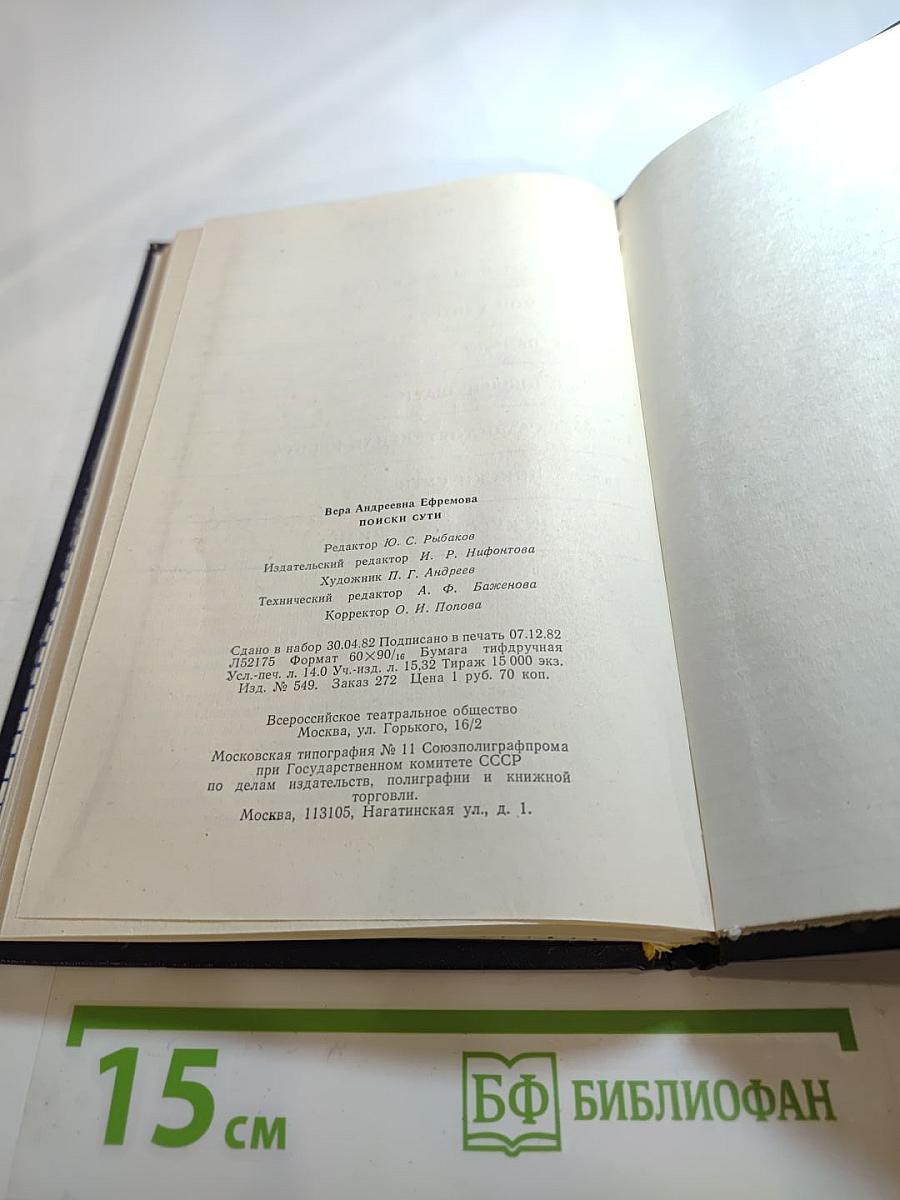 Вера Андреевна Ефремова
ПОИСКИ СУТИ
Редактор Ю. С. Рыбаков
Издательский редактор И. Р. Нифонтова
Художник П. Г. Андреев
Технический редактор А. Ф. Баженова
Корректор О. И. Попова
Сдано в набор 30.04.82 Подписано в печать 07.12.82
Л52175 Формат 60×90/16 Бумага тифдручная
Усл.-печ. л. 14.0 Уч.-изд. л. 15,32 Тираж 15 000 экз.
Изд. № 549. Заказ 272 Цена 1 руб. 70 коп.
Всероссийское театральное общество
Москва, ул. Горького, 16/2
Московская типография № 11 Союзполиграфпрома
при Государственном комитете СССР
по делам издательств, полиграфии и книжной
торговли.
Москва, 113105, Нагатинская ул., д. 1.
15 см
БФ БИБЛИОФАН